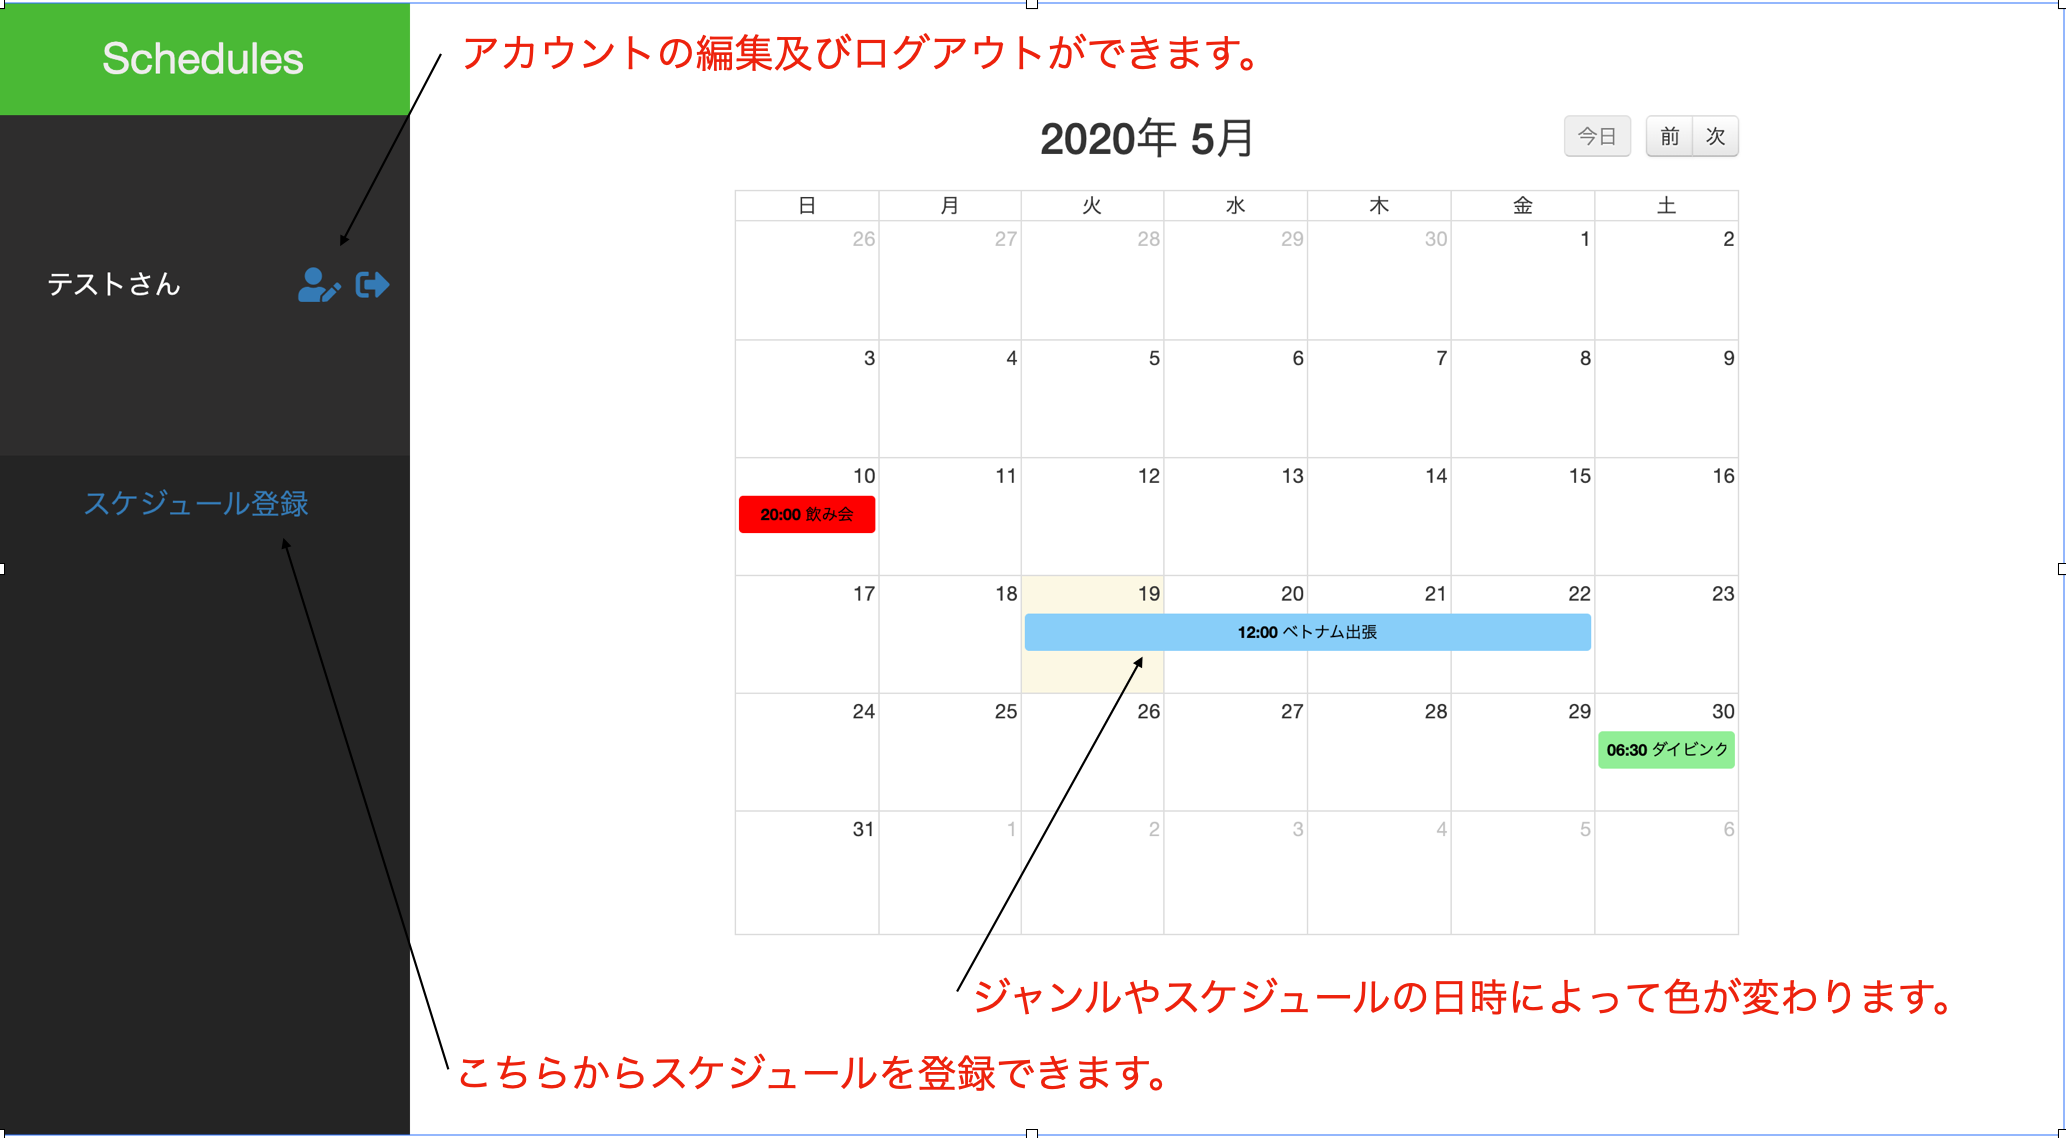 Schedules
アカウントの編集及びログアウトができます。
テストさん
スケジュール登録
2020年 5月
今日 前 次
日 月 火 水 木 金 土
26 27 28 29 30 1 2
3 4 5 6 7 8 9
10 11 12 13 14 15 16
20:00 飲み会
17 18 19 20 21 22 23
12:00 ベトナム出張
24 25 26 27 28 29 30
06:30 ダイビンク
31 1 2 3 4 5 6
ジャンルやスケジュールの日時によって色が変わります。
こちらからスケジュールを登録できます。